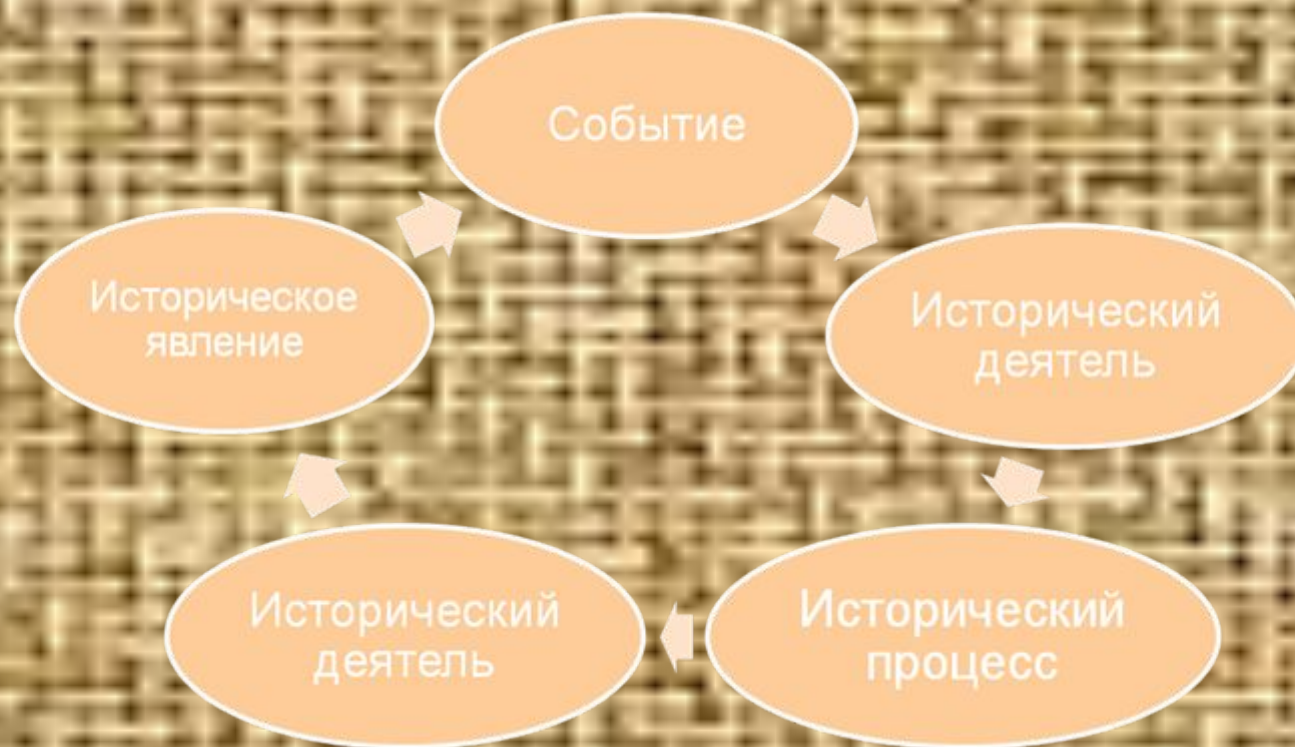 Событие
Исторический
деятель
Исторический
процесс
Исторический
деятель
Историческое
явление